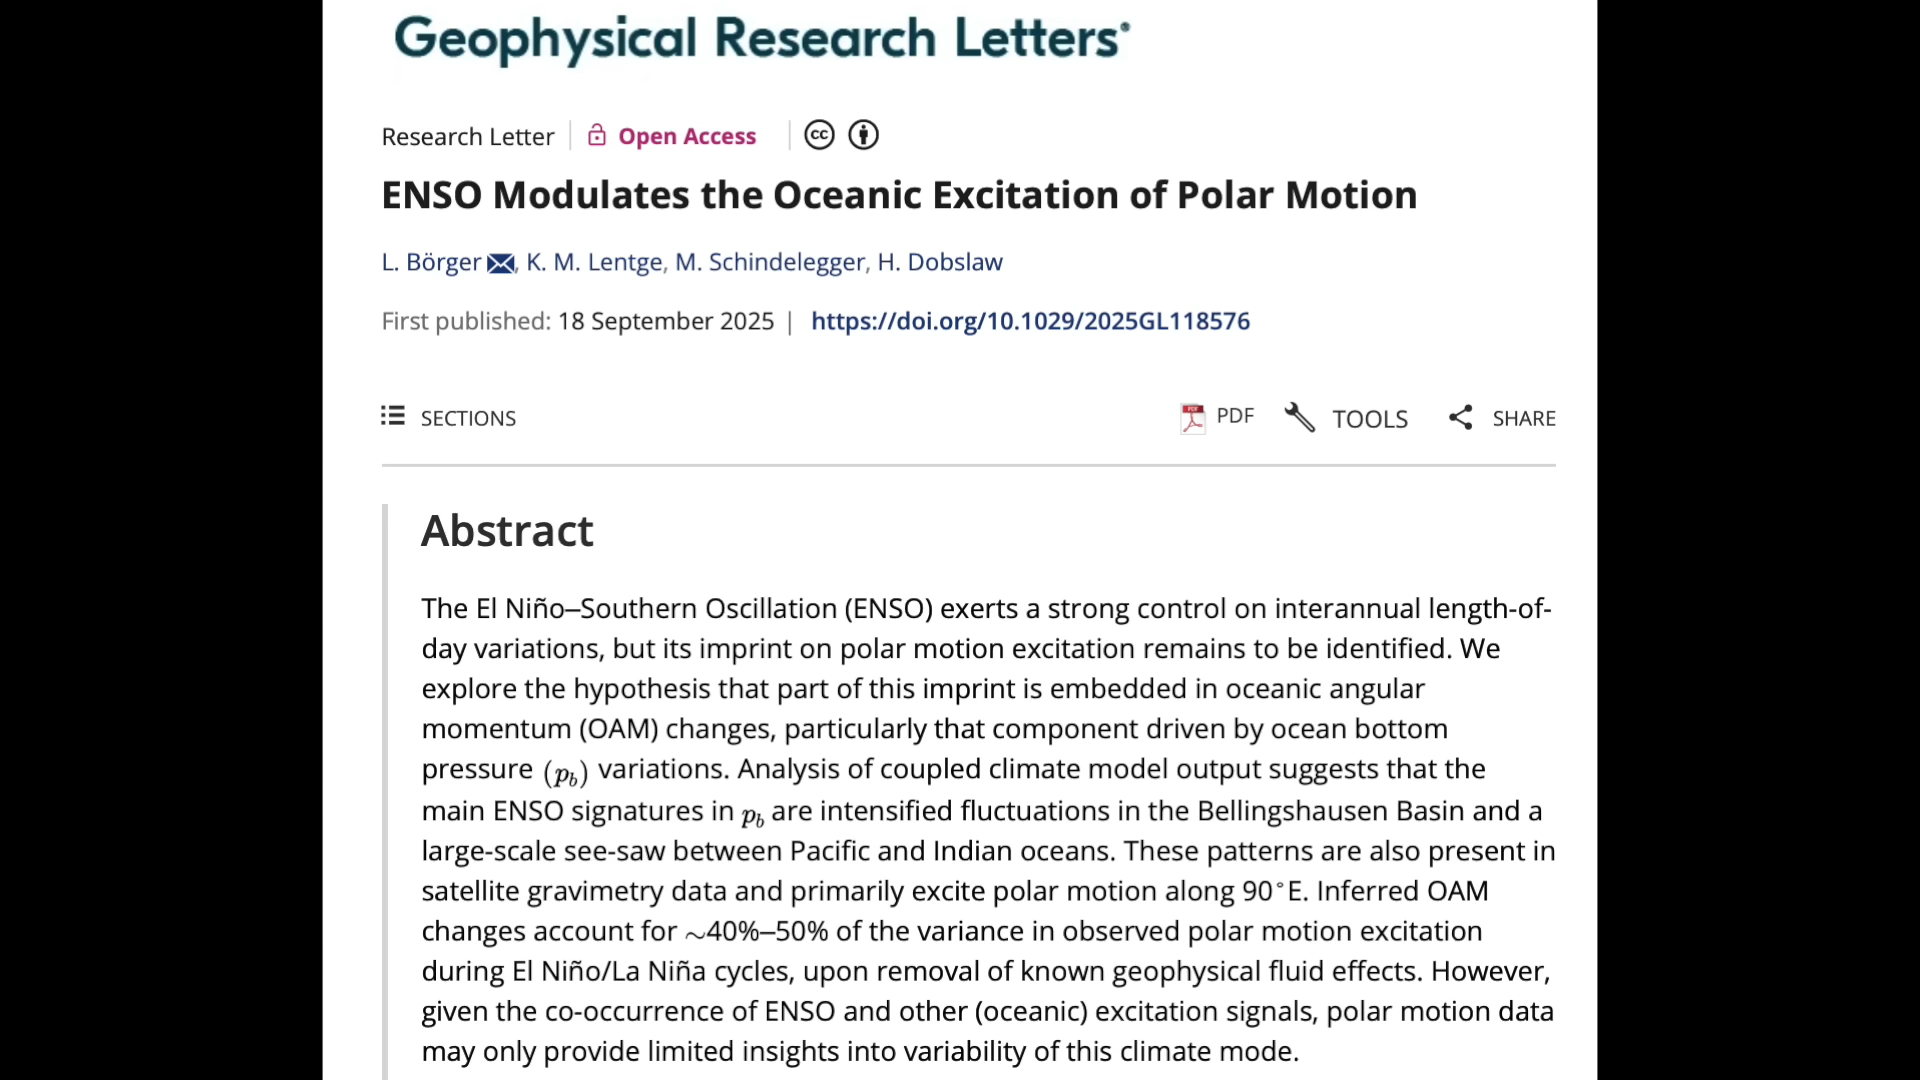 Geophysical Research Letters®
Research Letter | Open Access | cc
ENSO Modulates the Oceanic Excitation of Polar Motion
L. Börger, K. M. Lentge, M. Schindelegger, H. Dobslaw
First published: 18 September 2025 | https://doi.org/10.1029/2025GL118576
SECTIONS PDF TOOLS SHARE
Abstract
The El Niño–Southern Oscillation (ENSO) exerts a strong control on interannual length-of-
day variations, but its imprint on polar motion excitation remains to be identified. We
explore the hypothesis that part of this imprint is embedded in oceanic angular
momentum (OAM) changes, particularly that component driven by ocean bottom
pressure (p_b) variations. Analysis of coupled climate model output suggests that the
main ENSO signatures in p_b are intensified fluctuations in the Bellingshausen Basin and a
large-scale see-saw between Pacific and Indian oceans. These patterns are also present in
satellite gravimetry data and primarily excite polar motion along 90°E. Inferred OAM
changes account for ~40%–50% of the variance in observed polar motion excitation
during El Niño/La Niña cycles, upon removal of known geophysical fluid effects. However,
given the co-occurrence of ENSO and other (oceanic) excitation signals, polar motion data
may only provide limited insights into variability of this climate mode.